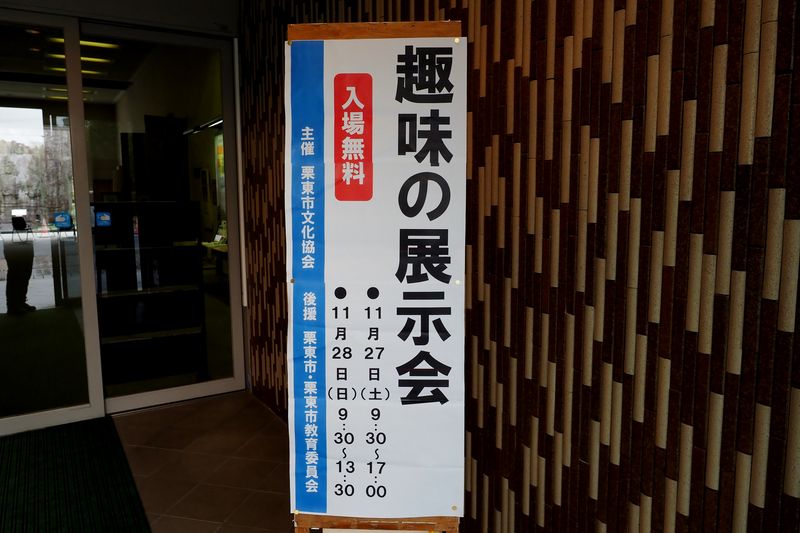 趣味の展示会
入場無料
●11月27日(土)9:30～17:00
●11月28日(日)9:30～13:30
主催 栗東市文化協会
後援 栗東市・栗東市教育委員会